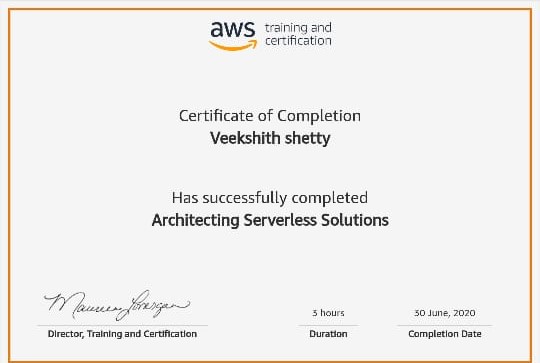 aws training and
certification
Certificate of Completion
Veekshith shetty
Has successfully completed
Architecting Serverless Solutions
Maureen Lonergan
3 hours
30 June, 2020
Director, Training and Certification
Duration
Completion Date